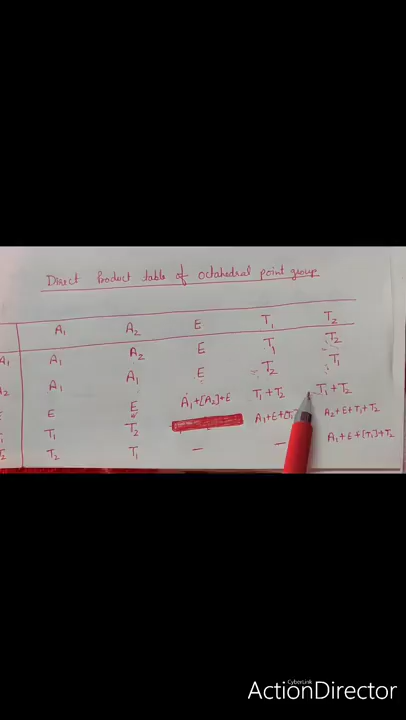 Direct Product table of octahedral point group
A₁ A₂ E T₁ T₂
A₁ A₁ A₂ E T₁ T₂
A₂ A₂ A₁ E T₂ T₁
E E E A₁+[A₂]+E T₁+T₂ T₁+T₂
T₁ T₁ T₂ A₁+E+[T₁] A₂+E+T₁+T₂
T₂ T₂ T₁ — — A₁+E+[T₁]+T₂
CyberLink
ActionDirector